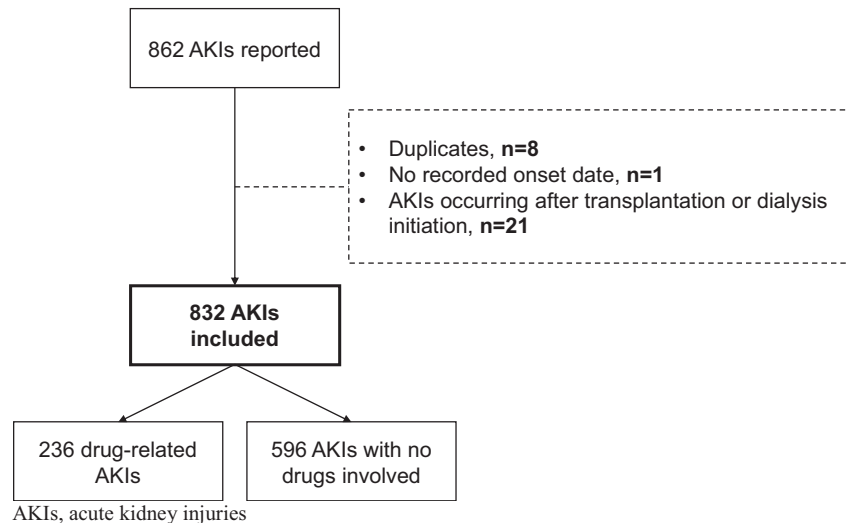 862 AKIs reported
• Duplicates, n=8
• No recorded onset date, n=1
• AKIs occurring after transplantation or dialysis
initiation, n=21
832 AKIs
included
236 drug-related
AKIs
596 AKIs with no
drugs involved
AKIs, acute kidney injuries